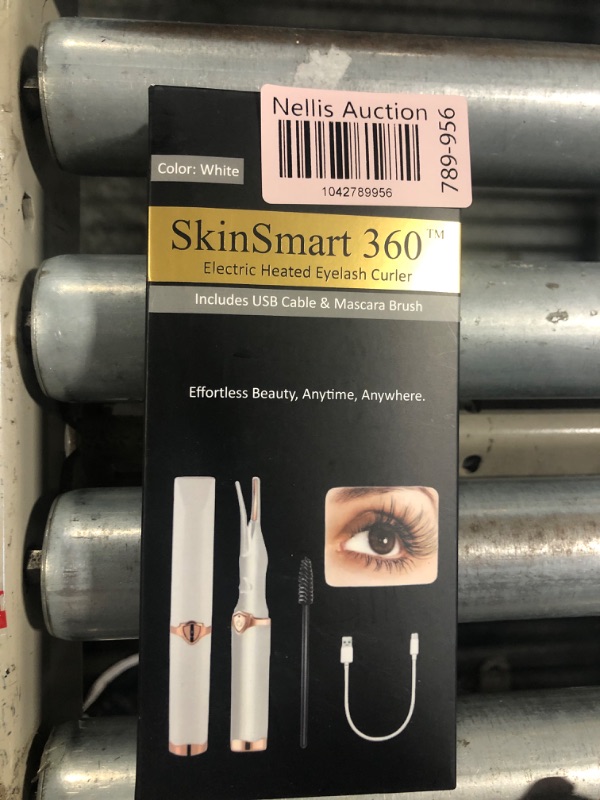 Nellis Auction
1042789956
789-956
Color: White
SkinSmart 360™
Electric Heated Eyelash Curler
Includes USB Cable & Mascara Brush
Effortless Beauty, Anytime, Anywhere.